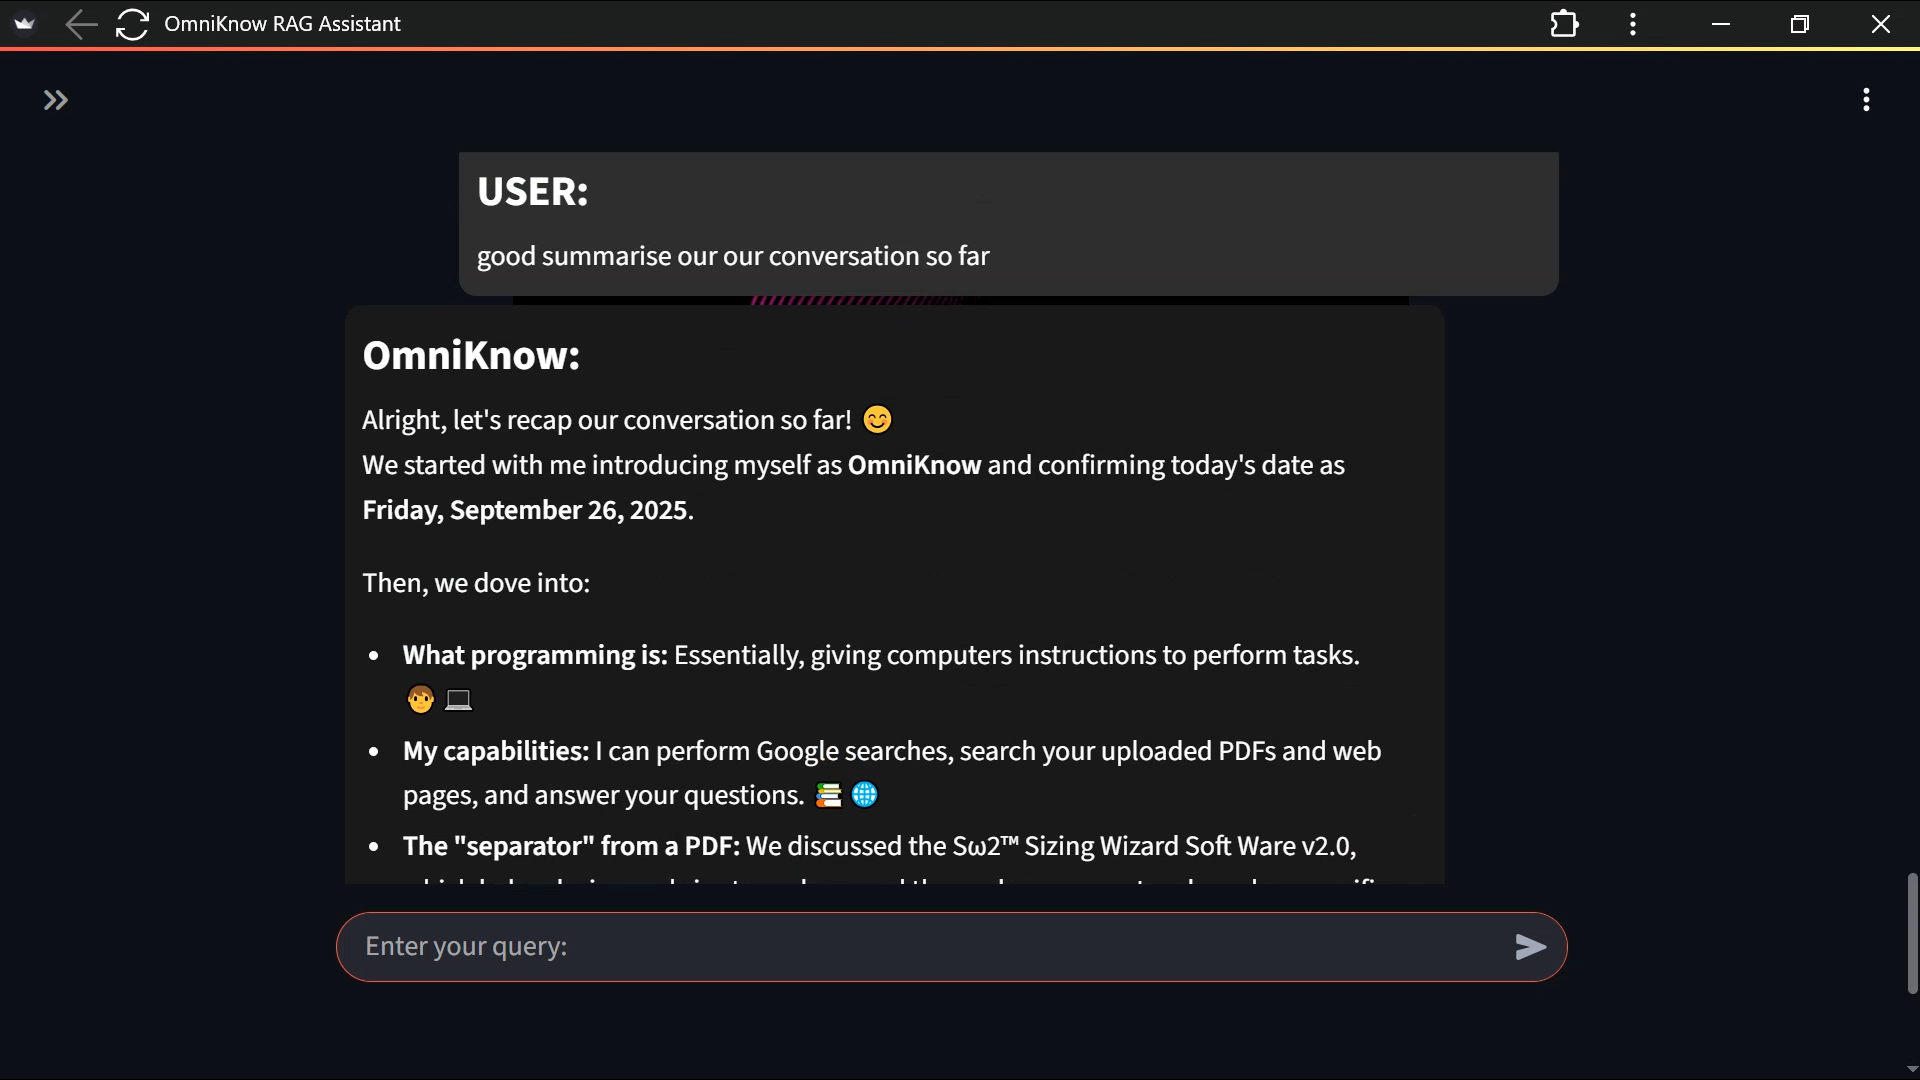 OmniKnow RAG Assistant
USER:
good summarise our our conversation so far
OmniKnow:
Alright, let's recap our conversation so far! 😊
We started with me introducing myself as OmniKnow and confirming today's date as
Friday, September 26, 2025.
Then, we dove into:
• What programming is: Essentially, giving computers instructions to perform tasks.
🧑 💻
• My capabilities: I can perform Google searches, search your uploaded PDFs and web
pages, and answer your questions. 📚 🌐
• The "separator" from a PDF: We discussed the Sω2™ Sizing Wizard Soft Ware v2.0,
Enter your query: